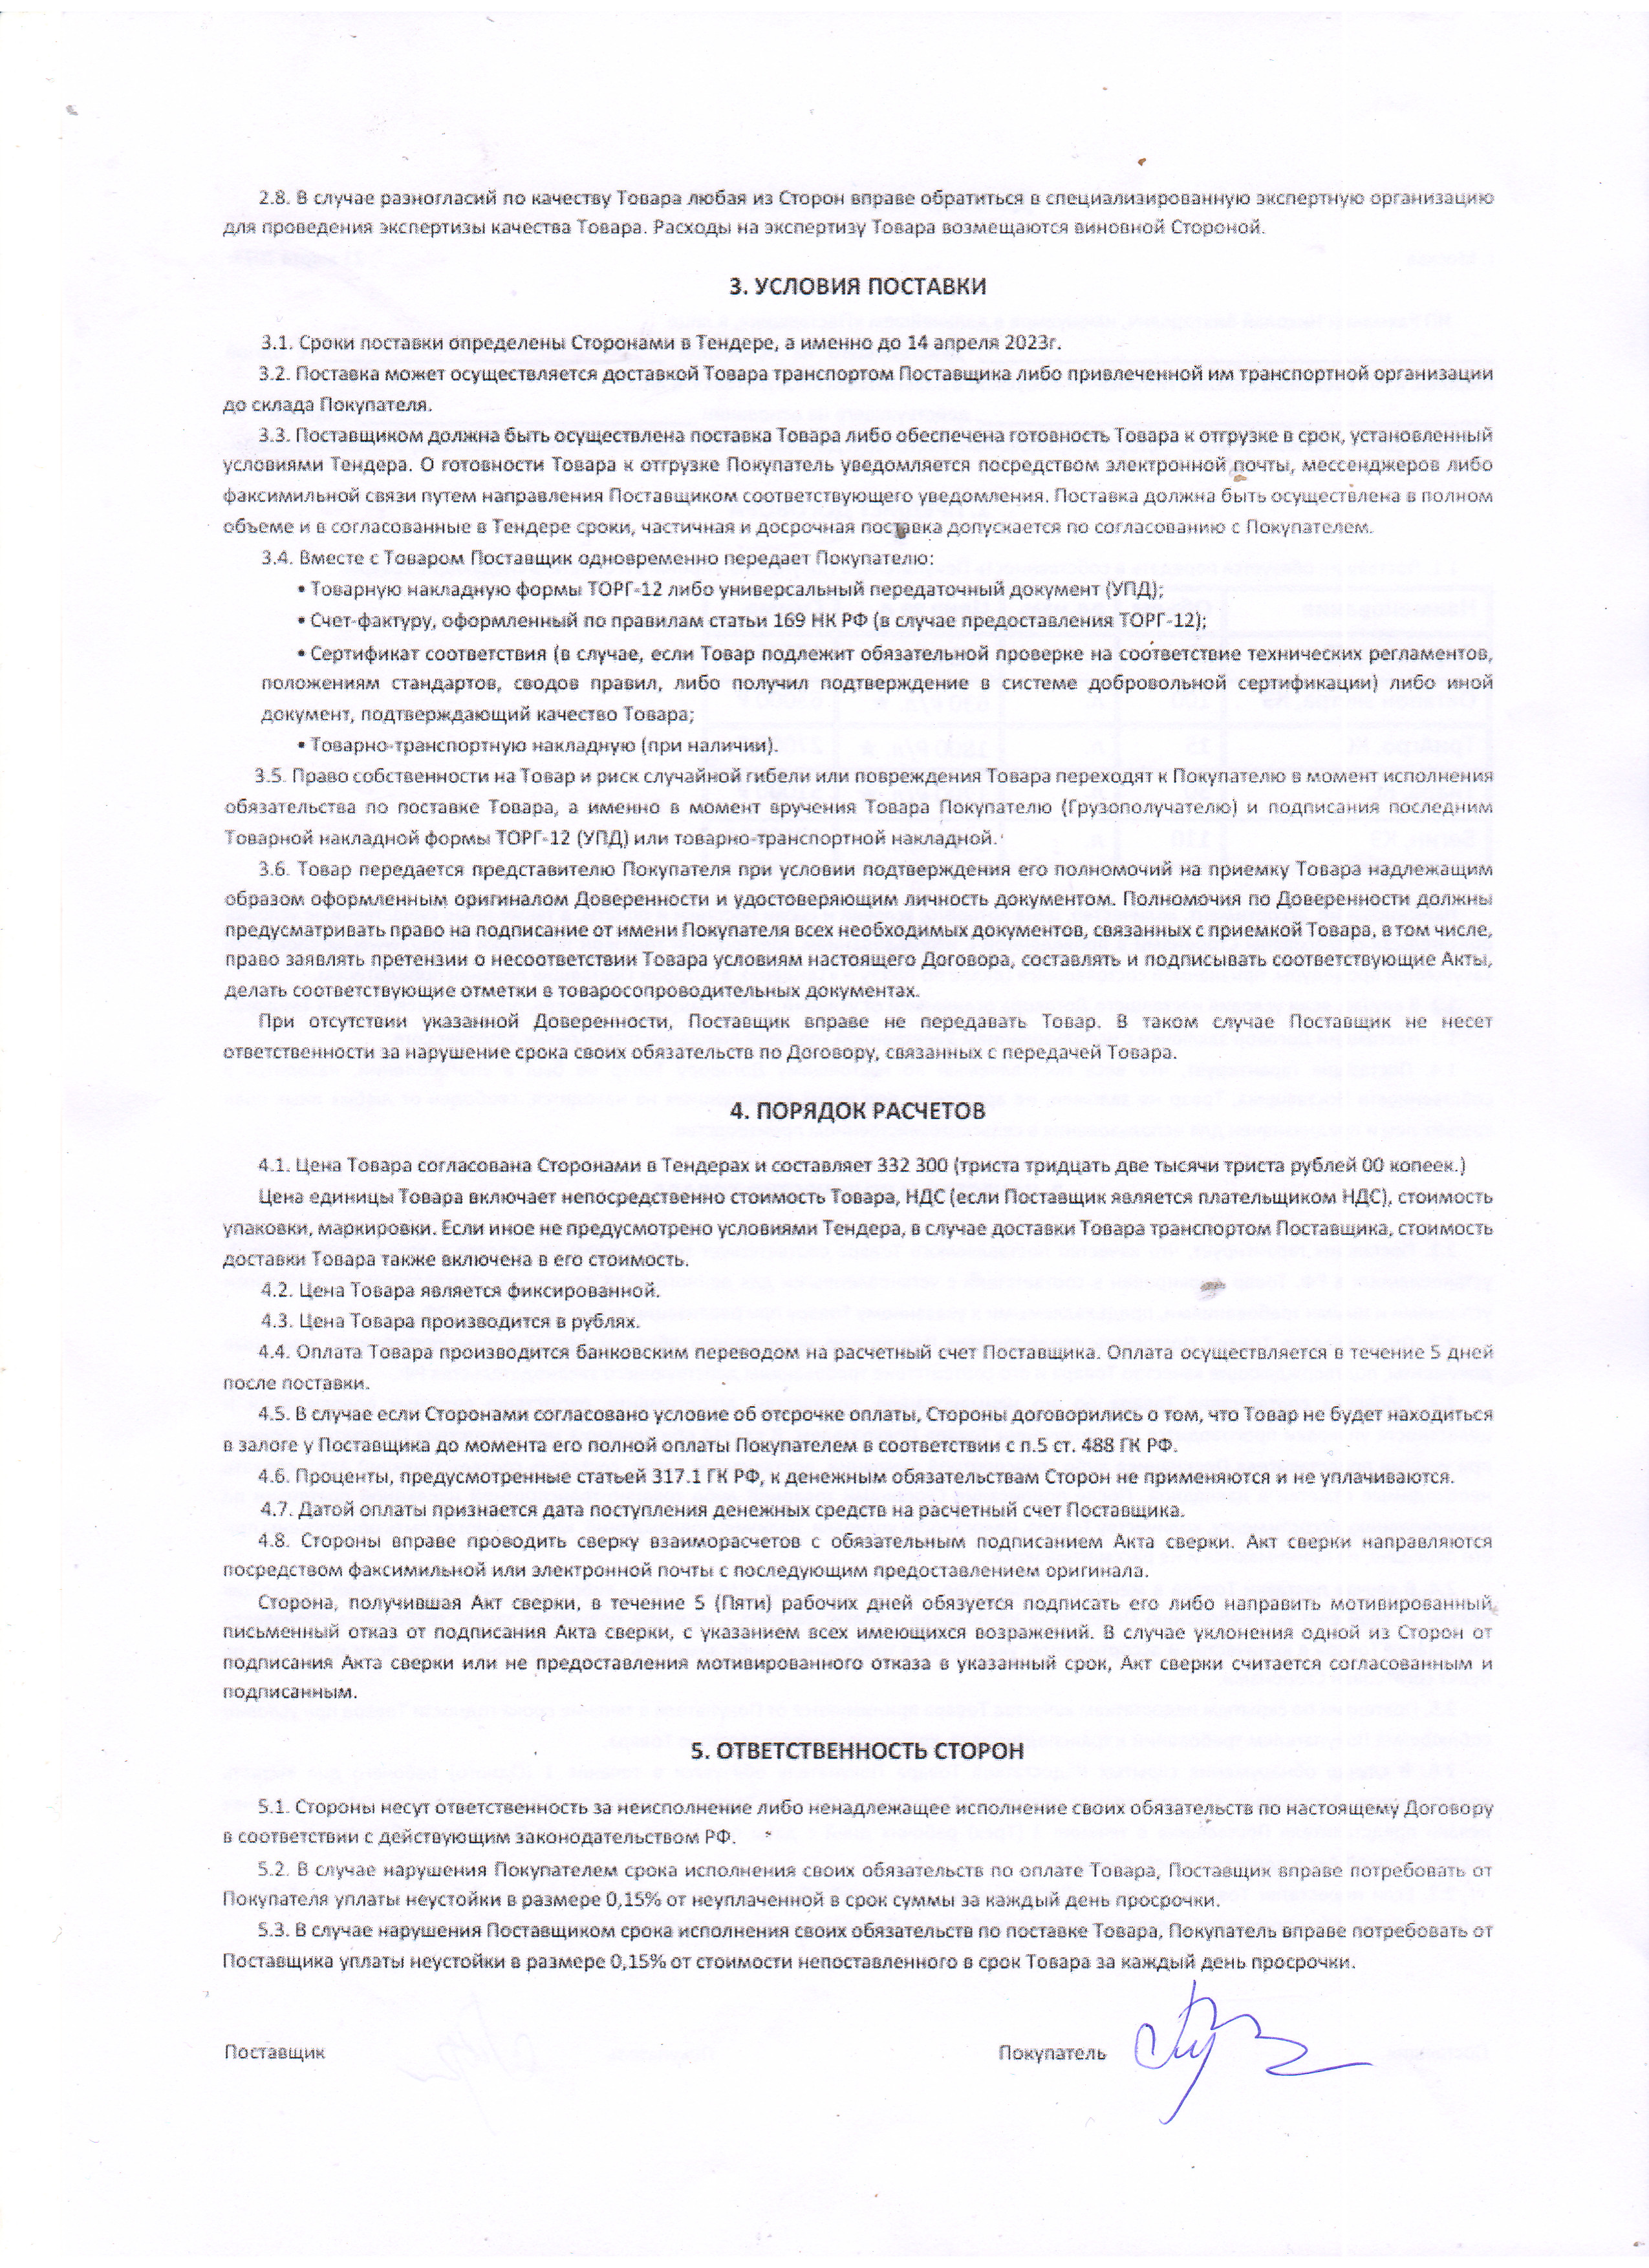 2.8. В случае разногласий по качеству Товара любая из Сторон вправе обратиться в специализированную экспертную организацию
для проведения экспертизы качества Товара. Расходы на экспертизу Товара возмещаются виновной Стороной.
3. УСЛОВИЯ ПОСТАВКИ
3.1. Сроки поставки определены Сторонами в Тендере, а именно до 14 апреля 2023г.
3.2. Поставка может осуществляется доставкой Товара транспортом Поставщика либо привлеченной им транспортной организации
до склада Покупателя.
3.3. Поставщиком должна быть осуществлена поставка Товара либо обеспечена готовность Товара к отгрузке в срок, установленный
условиями Тендера. О готовности Товара к отгрузке Покупатель уведомляется посредством электронной почты, мессенджеров либо
факсимильной связи путем направления Поставщиком соответствующего уведомления. Поставка должна быть осуществлена в полном
объеме и в согласованные в Тендере сроки, частичная и досрочная поставка допускается по согласованию с Покупателем.
3.4. Вместе с Товаром Поставщик одновременно передает Покупателю:
• Товарную накладную формы ТОРГ-12 либо универсальный передаточный документ (УПД);
• Счет-фактуру, оформленный по правилам статьи 169 НК РФ (в случае предоставления ТОРГ-12);
• Сертификат соответствия (в случае, если Товар подлежит обязательной проверке на соответствие технических регламентов,
положениям стандартов, сводов правил, либо получил подтверждение в системе добровольной сертификации) либо иной
документ, подтверждающий качество Товара;
• Товарно-транспортную накладную (при наличии).
3.5. Право собственности на Товар и риск случайной гибели или повреждения Товара переходят к Покупателю в момент исполнения
обязательства по поставке Товара, а именно в момент вручения Товара Покупателю (Грузополучателю) и подписания последним
Товарной накладной формы ТОРГ-12 (УПД) или товарно-транспортной накладной.
3.6. Товар передается представителю Покупателя при условии подтверждения его полномочий на приемку Товара надлежащим
образом оформленным оригиналом Доверенности и удостоверяющим личность документом. Полномочия по Доверенности должны
предусматривать право на подписание от имени Покупателя всех необходимых документов, связанных с приемкой Товара, в том числе,
право заявлять претензии о несоответствии Товара условиям настоящего Договора, составлять и подписывать соответствующие Акты,
делать соответствующие отметки в товаросопроводительных документах.
При отсутствии указанной Доверенности, Поставщик вправе не передавать Товар. В таком случае Поставщик не несет
ответственности за нарушение срока своих обязательств по Договору, связанных с передачей Товара.
4. ПОРЯДОК РАСЧЕТОВ
4.1. Цена Товара согласована Сторонами в Тендерах и составляет 332 300 (триста тридцать две тысячи триста рублей 00 копеек.)
Цена единицы Товара включает непосредственно стоимость Товара, НДС (если Поставщик является плательщиком НДС), стоимость
упаковки, маркировки. Если иное не предусмотрено условиями Тендера, в случае доставки Товара транспортом Поставщика, стоимость
доставки Товара также включена в его стоимость.
4.2. Цена Товара является фиксированной.
4.3. Цена Товара производится в рублях.
4.4. Оплата Товара производится банковским переводом на расчетный счет Поставщика. Оплата осуществляется в течение 5 дней
после поставки.
4.5. В случае если Сторонами согласовано условие об отсрочке оплаты, Стороны договорились о том, что Товар не будет находиться
в залоге у Поставщика до момента его полной оплаты Покупателем в соответствии с п.5 ст. 488 ГК РФ.
4.6. Проценты, предусмотренные статьей 317.1 ГК РФ, к денежным обязательствам Сторон не применяются и не уплачиваются.
4.7. Датой оплаты признается дата поступления денежных средств на расчетный счет Поставщика.
4.8. Стороны вправе проводить сверку взаиморасчетов с обязательным подписанием Акта сверки. Акт сверки направляются
посредством факсимильной или электронной почты с последующим предоставлением оригинала.
Сторона, получившая Акт сверки, в течение 5 (Пяти) рабочих дней обязуется подписать его либо направить мотивированный
письменный отказ от подписания Акта сверки, с указанием всех имеющихся возражений. В случае уклонения одной из Сторон от
подписания Акта сверки или не предоставления мотивированного отказа в указанный срок, Акт сверки считается согласованным и
подписанным.
5. ОТВЕТСТВЕННОСТЬ СТОРОН
5.1. Стороны несут ответственность за неисполнение либо ненадлежащее исполнение своих обязательств по настоящему Договору
в соответствии с действующим законодательством РФ.
5.2. В случае нарушения Покупателем срока исполнения своих обязательств по оплате Товара, Поставщик вправе потребовать от
Покупателя уплаты неустойки в размере 0,15% от неуплаченной в срок суммы за каждый день просрочки.
5.3. В случае нарушения Поставщиком срока исполнения своих обязательств по поставке Товара, Покупатель вправе потребовать от
Поставщика уплаты неустойки в размере 0,15% от стоимости непоставленного в срок Товара за каждый день просрочки.
Поставщик Покупатель